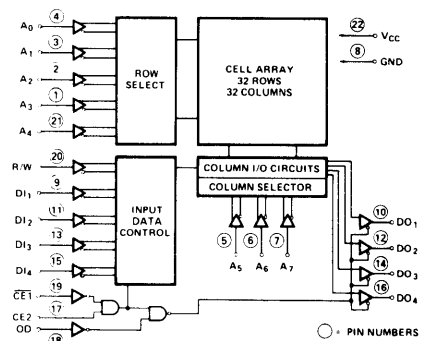 ④
A₀
③
A₁
2
A₂
①
A₃
㉑
A₄
ROW SELECT
CELL ARRAY
32 ROWS
32 COLUMNS
㉒
VCC
⑧
GND
⑳
R/W
9
DI₁
⑪
DI₂
13
DI₃
15
DI₄
⑲
C̅E̅1̅
CE2
⑰
OD
⑱
INPUT
DATA
CONTROL
COLUMN I/O CIRCUITS
COLUMN SELECTOR
⑤ ⑥ ⑦
A₅ A₆ A₇
⑩
DO₁
⑫
DO₂
⑭
DO₃
⑯
DO₄
= PIN NUMBERS